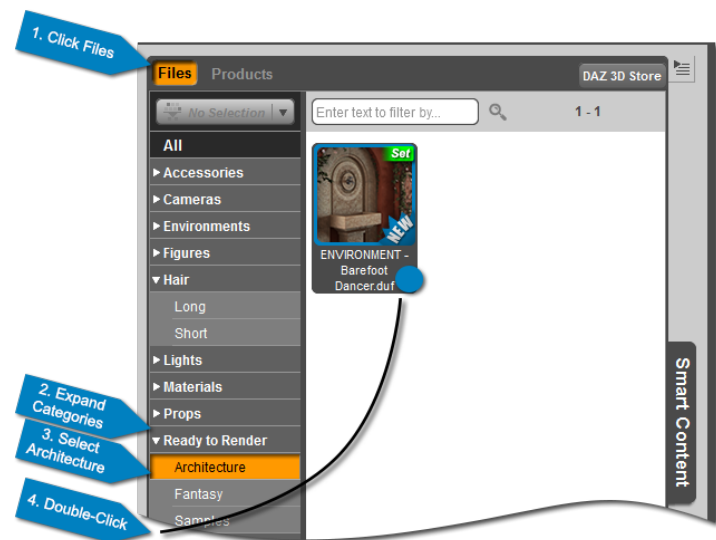 1. Click Files
Files Products
DAZ 3D Store
No Selection
Enter text to filter by...
1 - 1
All
Accessories
Cameras
Environments
Figures
Hair
Long
Short
Lights
Materials
Props
Ready to Render
Architecture
Fantasy
Samples
Set
NEW
ENVIRONMENT -
Barefoot
Dancer.duf
Smart Content
2. Expand
Categories
3. Select
Architecture
4. Double-Click